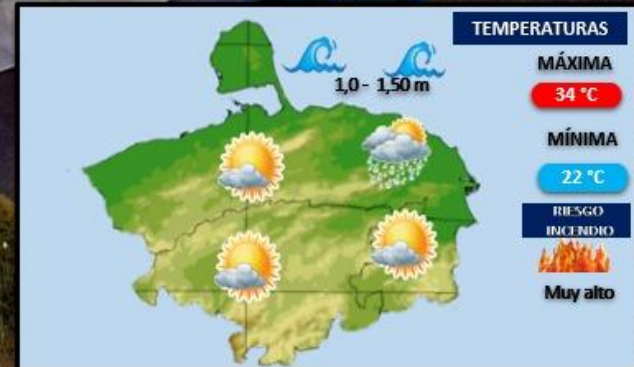 TEMPERATURAS
MÁXIMA
34 °C
1,0 - 1,50 m
MÍNIMA
22 °C
RIESGO
INCENDIO
Muy alto